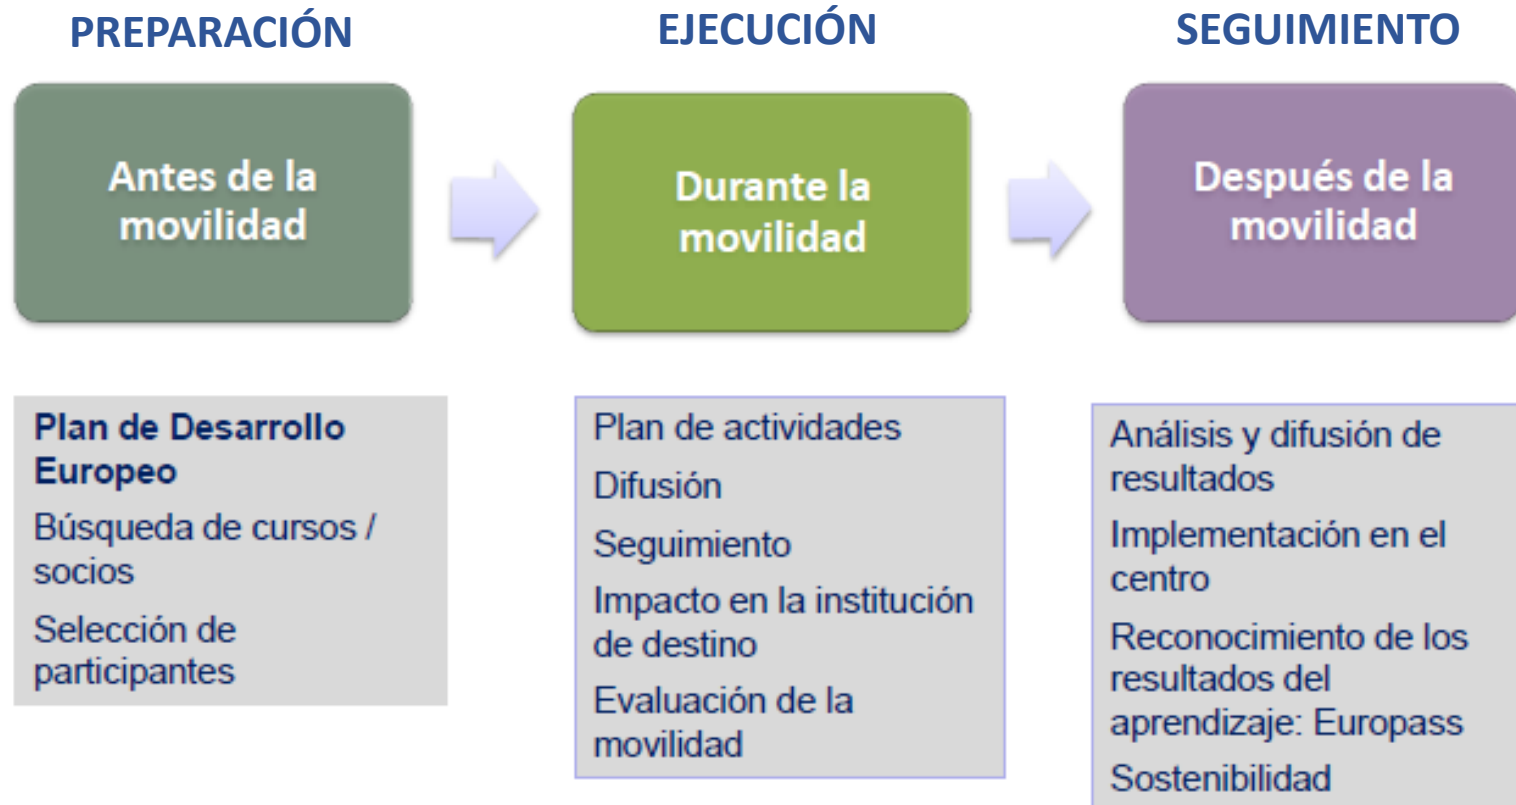 PREPARACIÓN
EJECUCIÓN
SEGUIMIENTO
Antes de la
movilidad
Durante la
movilidad
Después de la
movilidad
Plan de Desarrollo
Europeo
Búsqueda de cursos /
socios
Selección de
participantes
Plan de actividades
Difusión
Seguimiento
Impacto en la institución
de destino
Evaluación de la
movilidad
Análisis y difusión de
resultados
Implementación en el
centro
Reconocimiento de los
resultados del
aprendizaje: Europass
Sostenibilidad